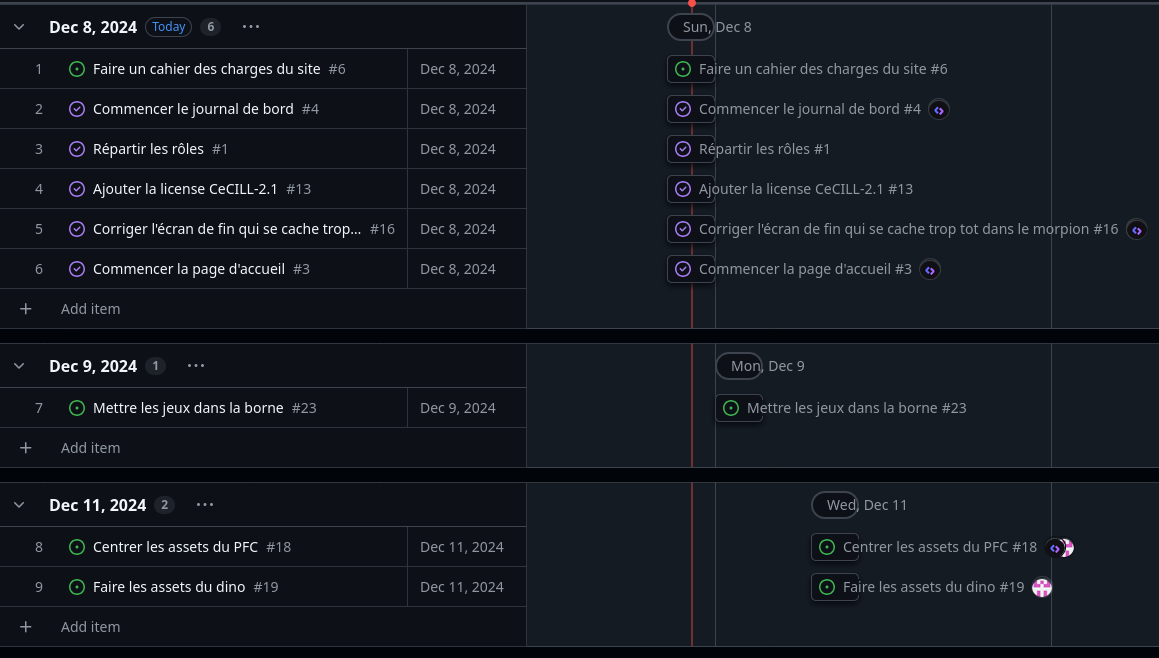 Dec 8, 2024 Today 6 ··· Sun, Dec 8
1 Faire un cahier des charges du site #6 Dec 8, 2024 Faire un cahier des charges du site #6
2 Commencer le journal de bord #4 Dec 8, 2024 Commencer le journal de bord #4
3 Répartir les rôles #1 Dec 8, 2024 Répartir les rôles #1
4 Ajouter la license CeCILL-2.1 #13 Dec 8, 2024 Ajouter la license CeCILL-2.1 #13
5 Corriger l'écran de fin qui se cache trop... #16 Dec 8, 2024 Corriger l'écran de fin qui se cache trop tot dans le morpion #16
6 Commencer la page d'accueil #3 Dec 8, 2024 Commencer la page d'accueil #3
+ Add item
Dec 9, 2024 1 ··· Mon, Dec 9
7 Mettre les jeux dans la borne #23 Dec 9, 2024 Mettre les jeux dans la borne #23
+ Add item
Dec 11, 2024 2 ··· Wed, Dec 11
8 Centrer les assets du PFC #18 Dec 11, 2024 Centrer les assets du PFC #18
9 Faire les assets du dino #19 Dec 11, 2024 Faire les assets du dino #19
+ Add item